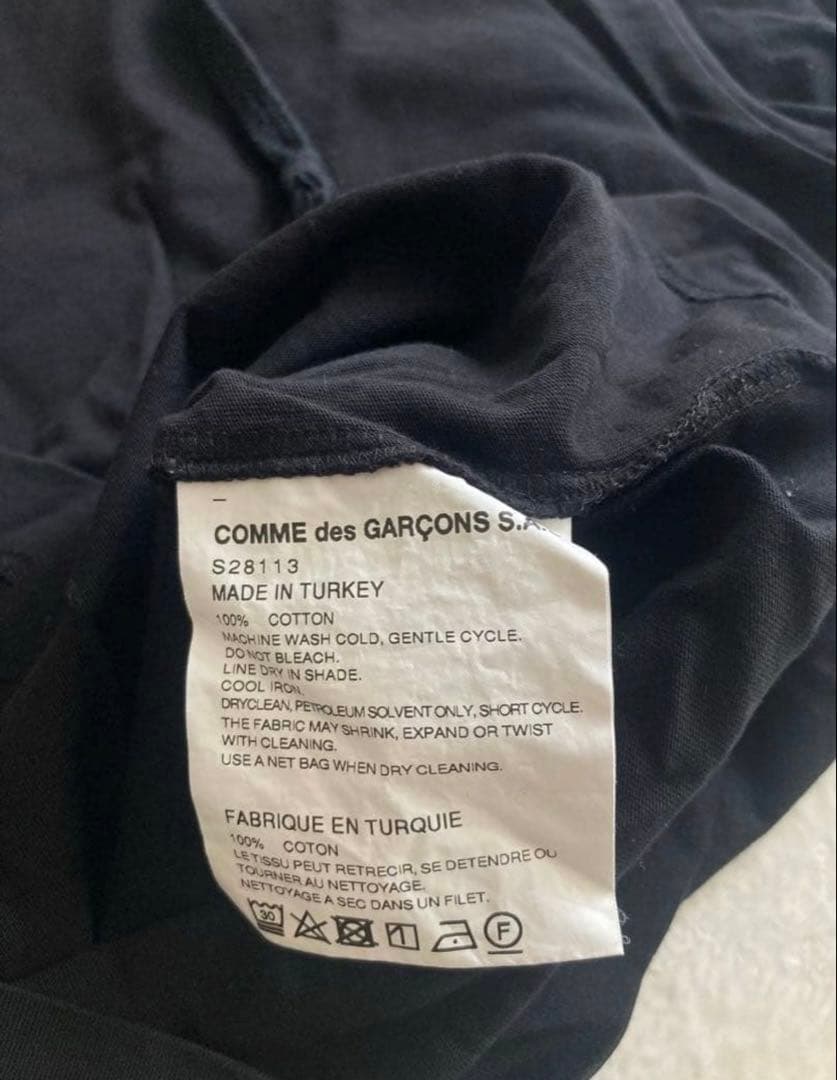 COMME des GARÇONS S.A.
S28113
MADE IN TURKEY
100% COTTON
MACHINE WASH COLD, GENTLE CYCLE.
DO NOT BLEACH.
LINE DRY IN SHADE.
COOL IRON.
DRYCLEAN, PETROLEUM SOLVENT ONLY, SHORT CYCLE.
THE FABRIC MAY SHRINK, EXPAND OR TWIST
WITH CLEANING.
USE A NET BAG WHEN DRY CLEANING.
FABRIQUE EN TURQUIE
100% COTON
LE TISSU PEUT RETRECIR, SE DETENDRE OU
TOURNER AU NETTOYAGE.
NETTOYAGE A SEC DANS UN FILET.
30 F